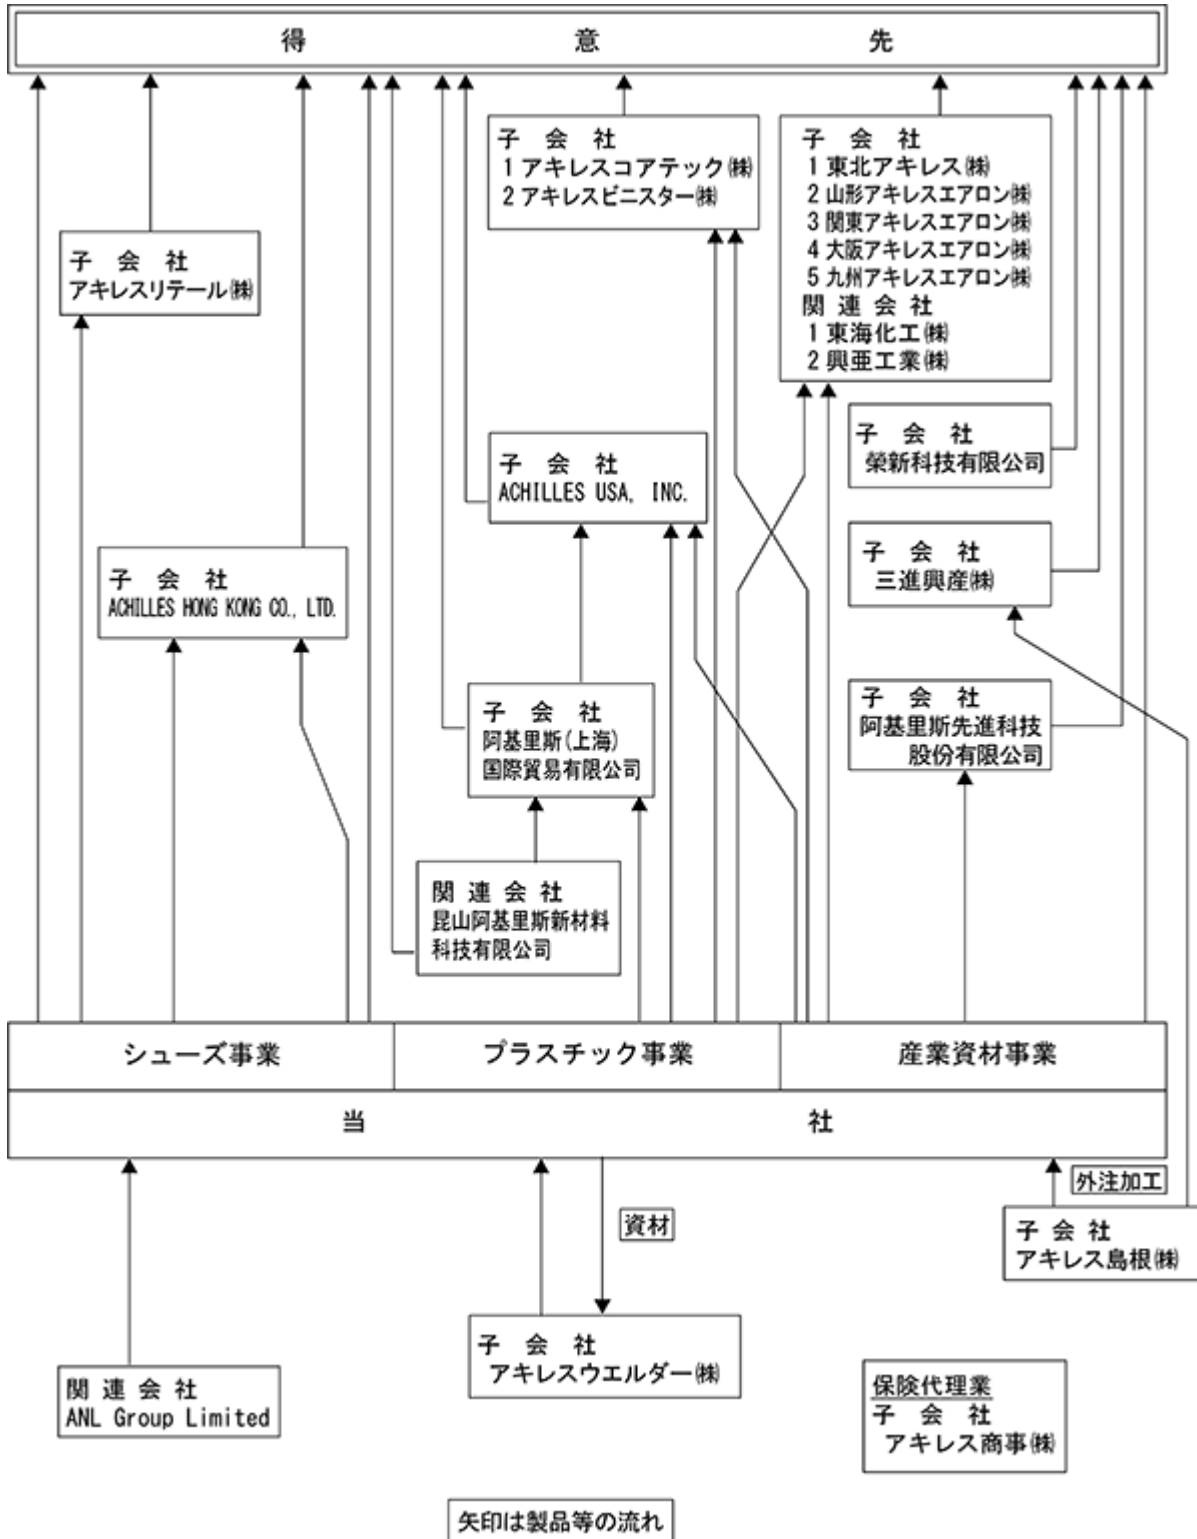 得意先
子会社
1 アキレスコアテック㈱
2 アキレスビニスター㈱
子会社
1 東北アキレス㈱
2 山形アキレスエアロン㈱
3 関東アキレスエアロン㈱
4 大阪アキレスエアロン㈱
5 九州アキレスエアロン㈱
関連会社
1 東海化工㈱
2 興亜工業㈱
子会社
アキレスリテール㈱
子会社
榮新科技有限公司
子会社
ACHILLES USA, INC.
子会社
三進興産㈱
子会社
ACHILLES HONG KONG CO., LTD.
子会社
阿基里斯(上海)
国際貿易有限公司
子会社
阿基里斯先進科技
股份有限公司
関連会社
昆山阿基里斯新材料
科技有限公司
シューズ事業
プラスチック事業
産業資材事業
当社
外注加工
資材
子会社
アキレス島根㈱
子会社
アキレスウエルダー㈱
関連会社
ANL Group Limited
保険代理業
子会社
アキレス商事㈱
矢印は製品等の流れ